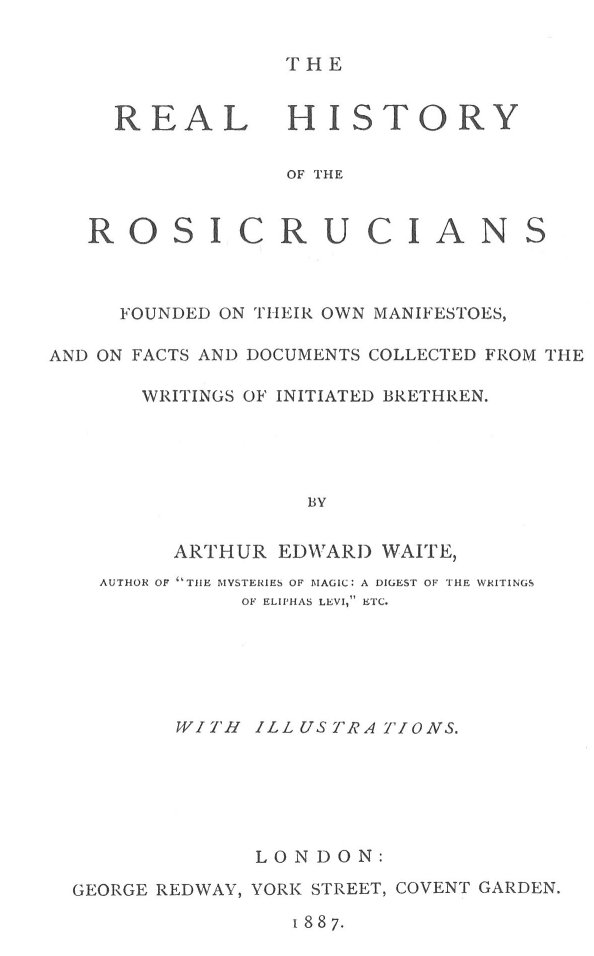 THE
REAL HISTORY
OF THE
ROSICRUCIANS
FOUNDED ON THEIR OWN MANIFESTOES,
AND ON FACTS AND DOCUMENTS COLLECTED FROM THE
WRITINGS OF INITIATED BRETHREN.
BY
ARTHUR EDWARD WAITE,
AUTHOR OF "THE MYSTERIES OF MAGIC: A DIGEST OF THE WRITINGS
OF ELIPHAS LEVI," ETC.
WITH ILLUSTRATIONS.
LONDON:
GEORGE REDWAY, YORK STREET, COVENT GARDEN.
1887.